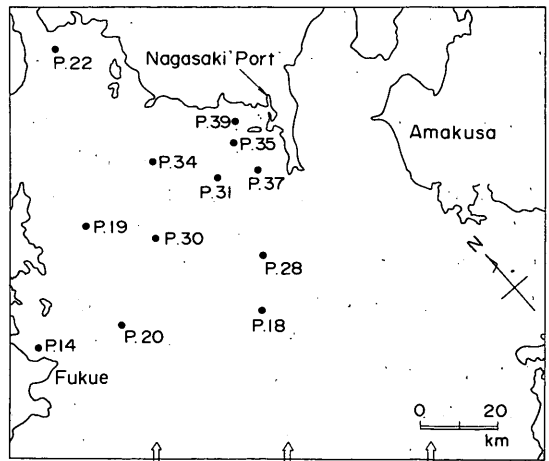 P.22
Nagasaki Port
P.39
Amakusa
P.35
P.34
P.37
P.31
P.19
P.30
N
P.28
P.18
P.20
P.14
Fukue
0 20
km